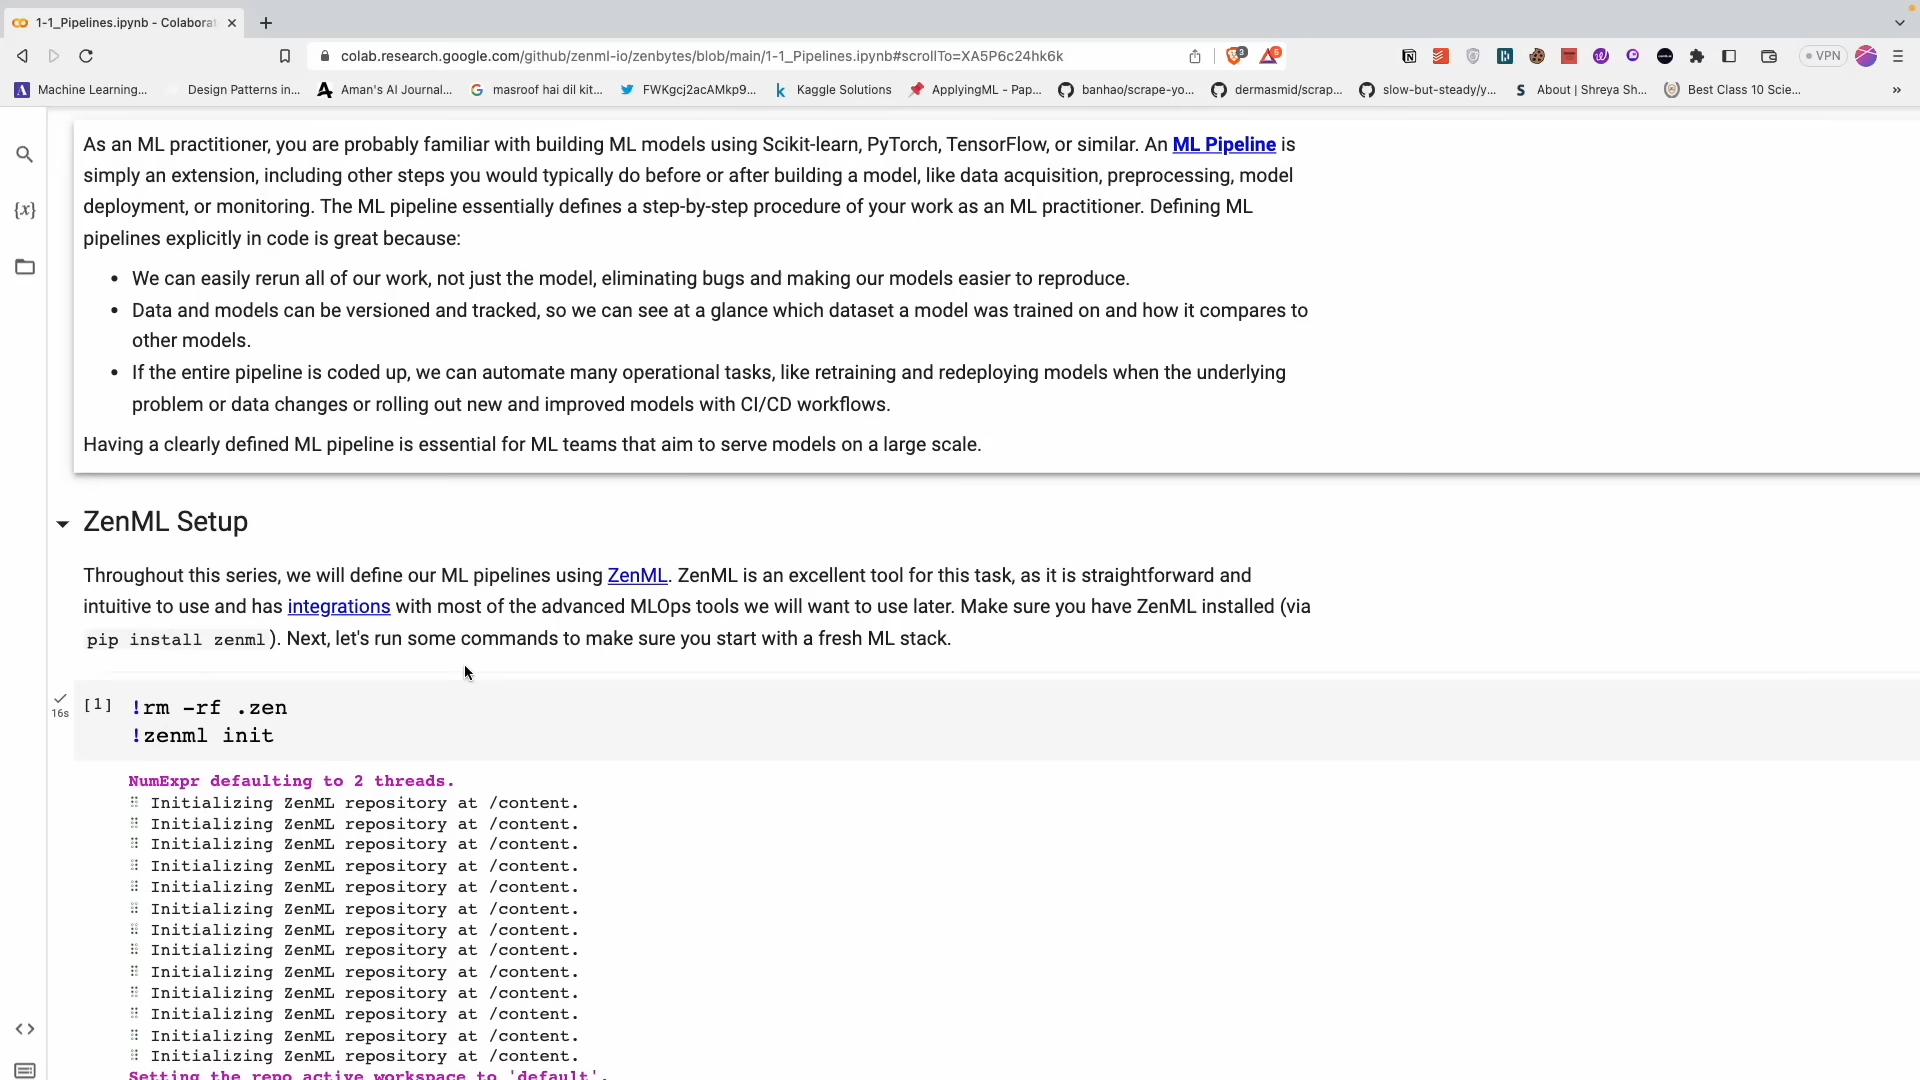 1-1_Pipelines.ipynb - Colabora
colab.research.google.com/github/zenml-io/zenbytes/blob/main/1-1_Pipelines.ipynb#scrollTo=XA5P6c24hk6k
3
5
VPN
Machine Learning...
Design Patterns in...
Aman's AI Journal...
masroof hai dil kit...
FWKgcj2acAMkp9...
Kaggle Solutions
ApplyingML - Pap...
banhao/scrape-yo...
dermasmid/scrap...
slow-but-steady/y...
About | Shreya Sh...
Best Class 10 Scie...
»
As an ML practitioner, you are probably familiar with building ML models using Scikit-learn, PyTorch, TensorFlow, or similar. An ML Pipeline is
simply an extension, including other steps you would typically do before or after building a model, like data acquisition, preprocessing, model
deployment, or monitoring. The ML pipeline essentially defines a step-by-step procedure of your work as an ML practitioner. Defining ML
pipelines explicitly in code is great because:
• We can easily rerun all of our work, not just the model, eliminating bugs and making our models easier to reproduce.
• Data and models can be versioned and tracked, so we can see at a glance which dataset a model was trained on and how it compares to
other models.
• If the entire pipeline is coded up, we can automate many operational tasks, like retraining and redeploying models when the underlying
problem or data changes or rolling out new and improved models with CI/CD workflows.
Having a clearly defined ML pipeline is essential for ML teams that aim to serve models on a large scale.
ZenML Setup
Throughout this series, we will define our ML pipelines using ZenML. ZenML is an excellent tool for this task, as it is straightforward and
intuitive to use and has integrations with most of the advanced MLOps tools we will want to use later. Make sure you have ZenML installed (via
pip install zenml). Next, let's run some commands to make sure you start with a fresh ML stack.
16s
[1] !rm -rf .zen
!zenml init
NumExpr defaulting to 2 threads.
Initializing ZenML repository at /content.
Initializing ZenML repository at /content.
Initializing ZenML repository at /content.
Initializing ZenML repository at /content.
Initializing ZenML repository at /content.
Initializing ZenML repository at /content.
Initializing ZenML repository at /content.
Initializing ZenML repository at /content.
Initializing ZenML repository at /content.
Initializing ZenML repository at /content.
Initializing ZenML repository at /content.
Initializing ZenML repository at /content.
Initializing ZenML repository at /content.
Setting the repo active workspace to 'default'.